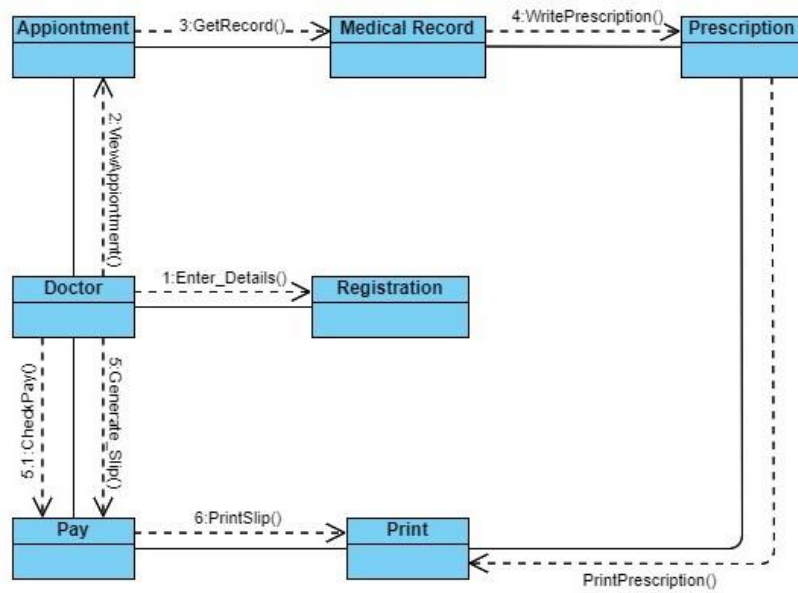 Appiontment
3:GetRecord()
Medical Record
4:WritePrescription()
Prescription
2:ViewAppiontment()
Doctor
1:Enter_Details()
Registration
5.1:CheckPay()
5:Generate_Slip()
Pay
6:PrintSlip()
Print
PrintPrescription()